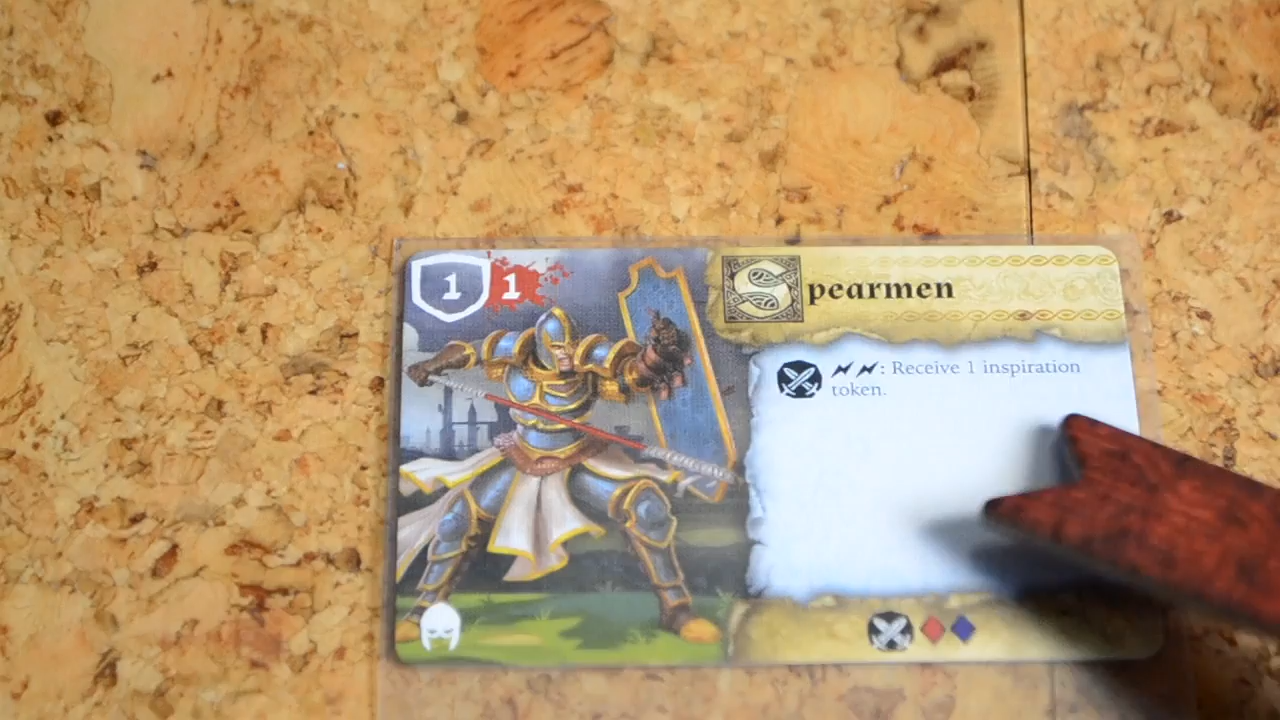 1 1
Spearmen
: Receive 1 inspiration
token.